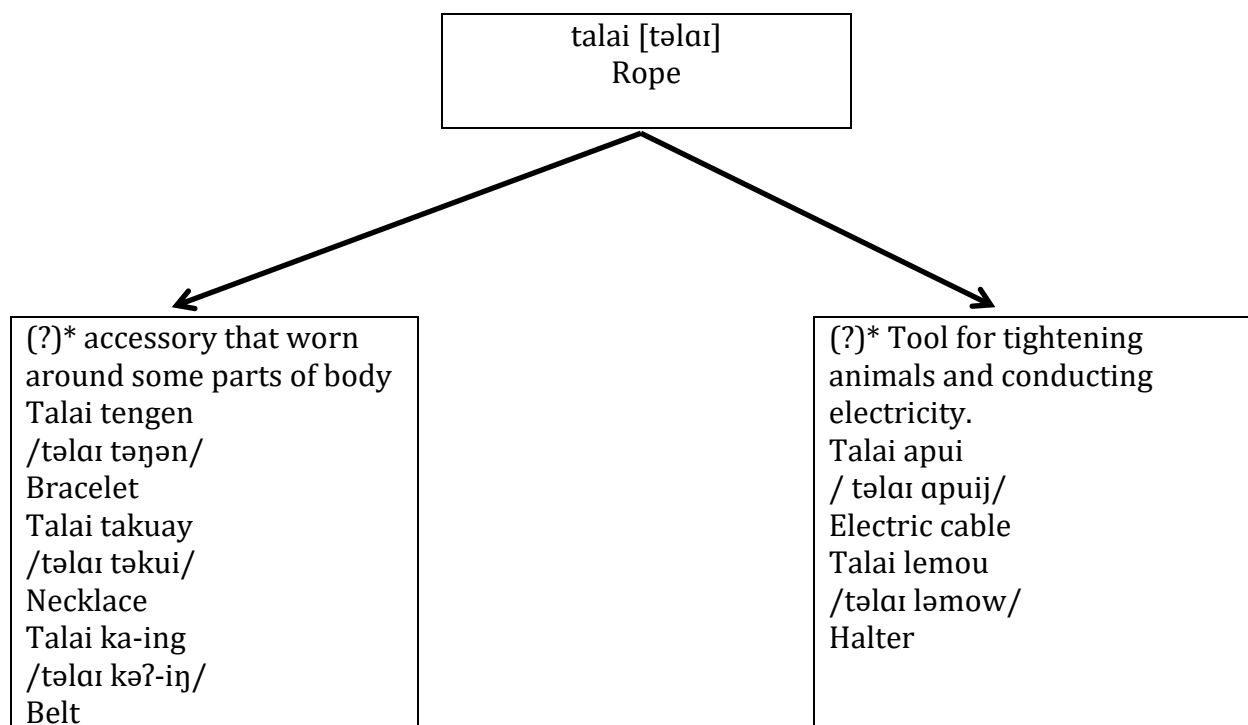 talai [təlɑɪ]
Rope
(?)* accessory that worn
around some parts of body
Talai tengen
/təlɑɪ təŋən/
Bracelet
Talai takuay
/təlɑɪ təkui/
Necklace
Talai ka-ing
/təlɑɪ kəʔ-iŋ/
Belt
(?)* Tool for tightening
animals and conducting
electricity.
Talai apui
/ təlɑɪ ɑpuij/
Electric cable
Talai lemou
/təlɑɪ ləmow/
Halter